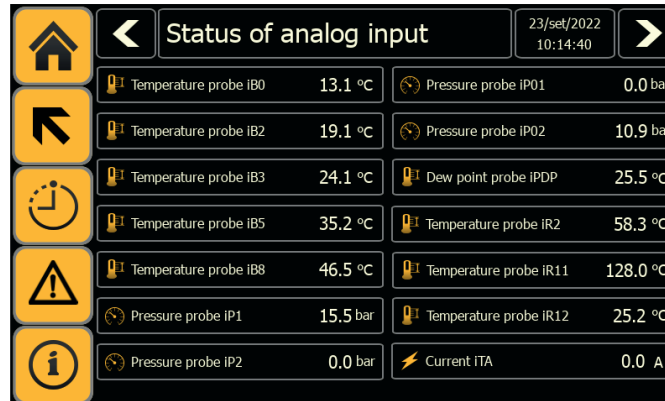 Status of analog input
23/set/2022
10:14:40
Temperature probe iB0 13.1 °C
Temperature probe iB2 19.1 °C
Temperature probe iB3 24.1 °C
Temperature probe iB5 35.2 °C
Temperature probe iB8 46.5 °C
Pressure probe iP1 15.5 bar
Pressure probe iP2 0.0 bar
Pressure probe iP01 0.0 ba
Pressure probe iP02 10.9 ba
Dew point probe iPDP 25.5 °C
Temperature probe iR2 58.3 °C
Temperature probe iR11 128.0 °C
Temperature probe iR12 25.2 °C
Current iTA 0.0 A